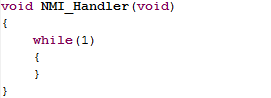 void NMI_Handler(void)
{
    while(1)
    {
    }
}